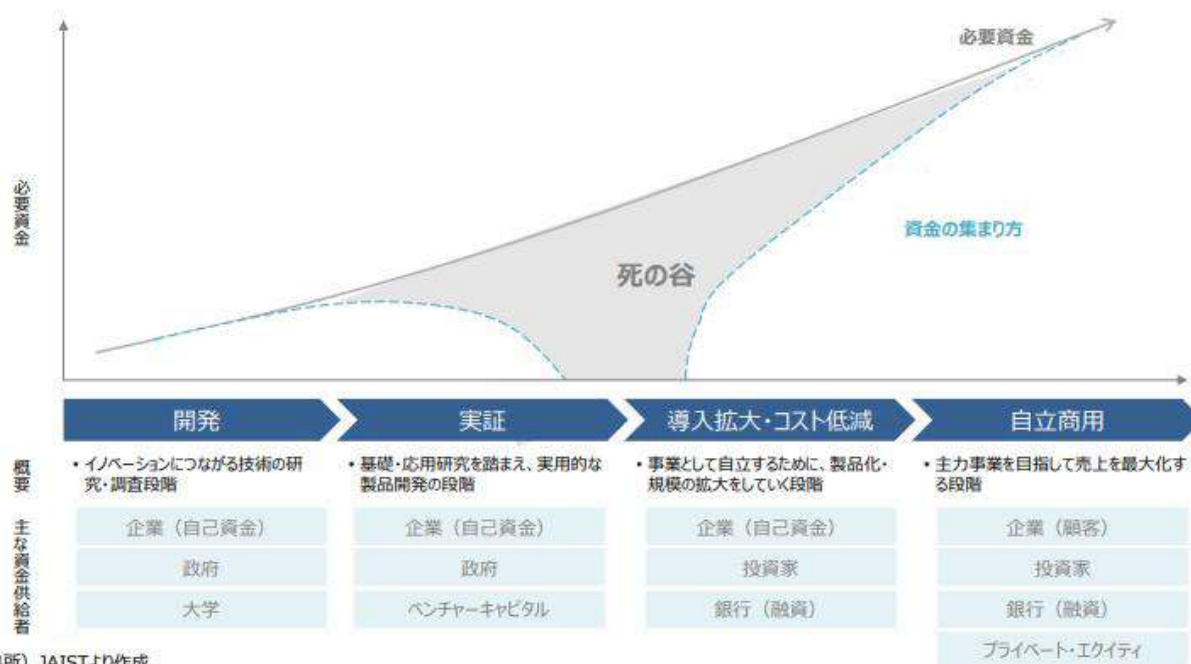 必要資金
必要資金
資金の集まり方
死の谷
開発
実証
導入拡大・コスト低減
自立商用
概要
・イノベーションにつながる技術の研
究・調査段階
・基礎・応用研究を踏まえ、実用的な
製品開発の段階
・事業として自立するために、製品化・
規模の拡大をしていく段階
・主力事業を目指して売上を最大化す
る段階
主な資金供給者
企業（自己資金）
政府
大学
企業（自己資金）
政府
ベンチャーキャピタル
企業（自己資金）
投資家
銀行（融資）
企業（顧客）
投資家
銀行（融資）
プライベート・エクイティ
所）JAISTより作成